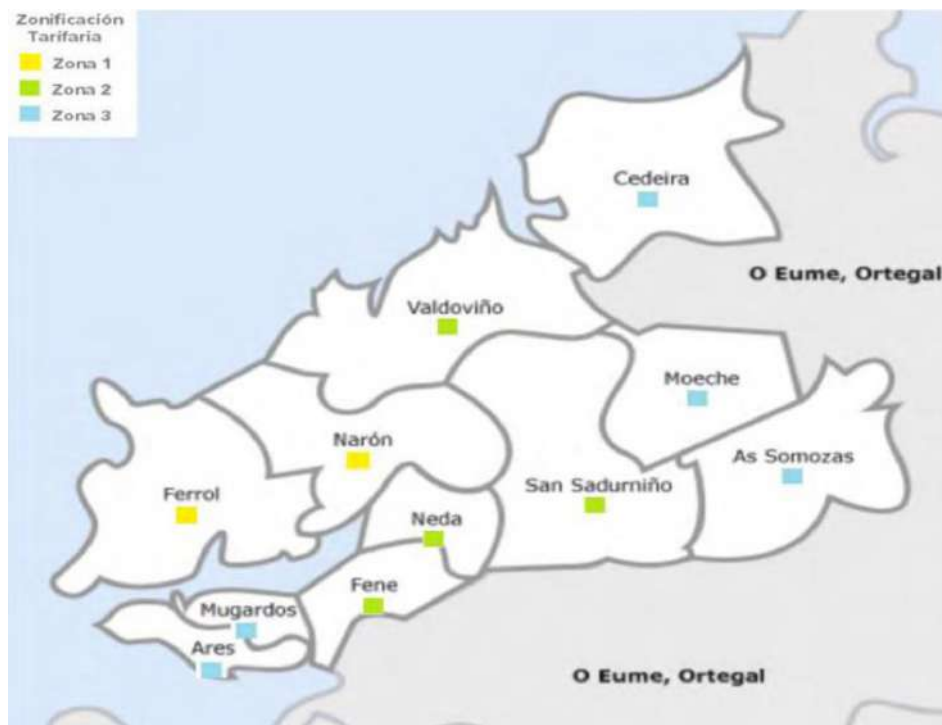 Zonificación
Tarifaria
Zona 1
Zona 2
Zona 3
Cedeira
O Eume, Ortegal
Valdoviño
Moeche
Narón
As Somozas
San Sadurniño
Ferrol
Neda
Fene
Mugardos
Ares
O Eume, Ortegal